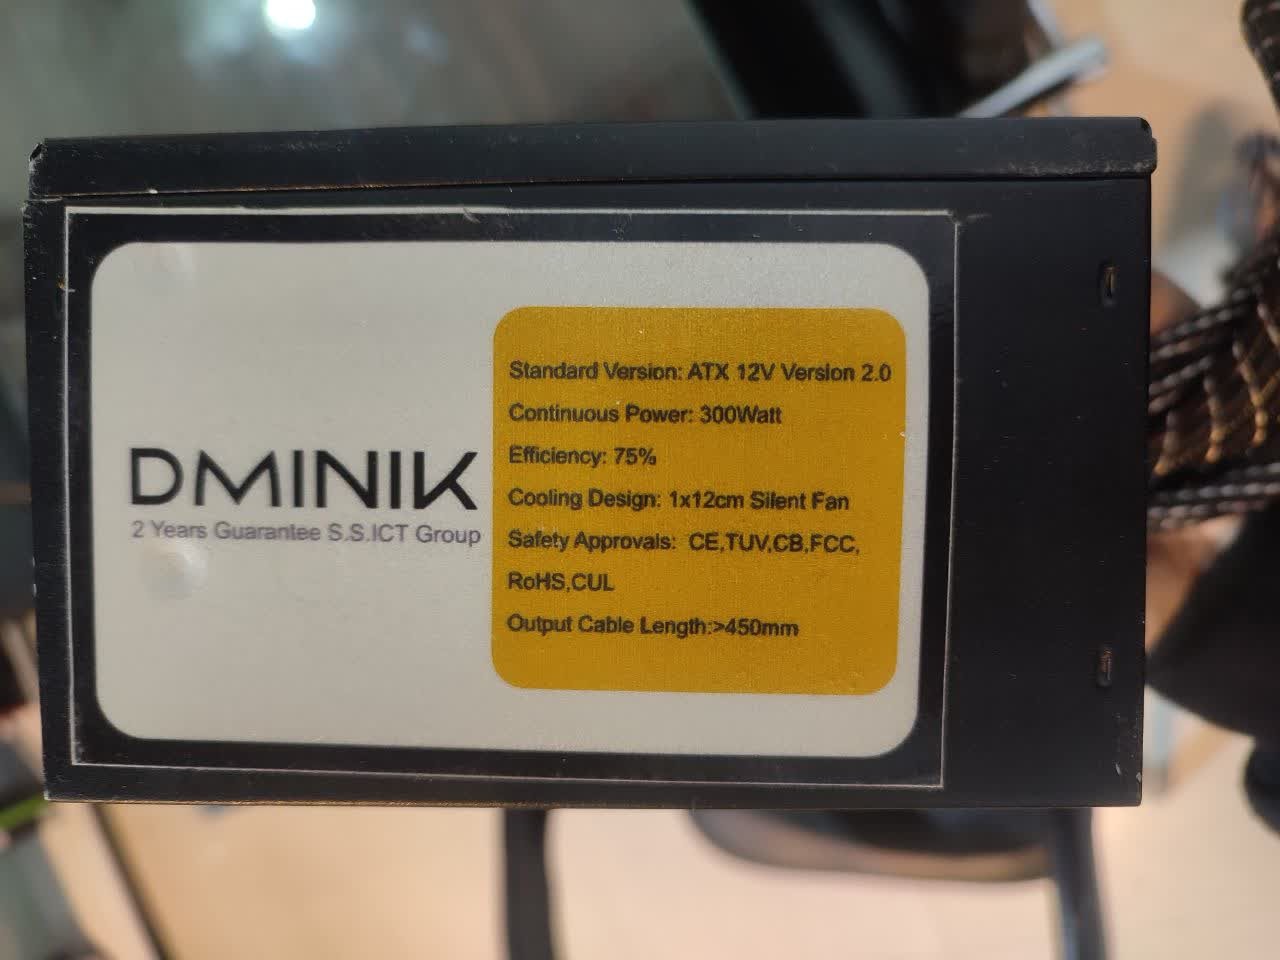 DMINIK
2 Years Guarantee S.S.ICT Group
Standard Version: ATX 12V Version 2.0
Continuous Power: 300Watt
Efficiency: 75%
Cooling Design: 1x12cm Silent Fan
Safety Approvals: CE,TUV,CB,FCC,
RoHS,CUL
Output Cable Length:>450mm